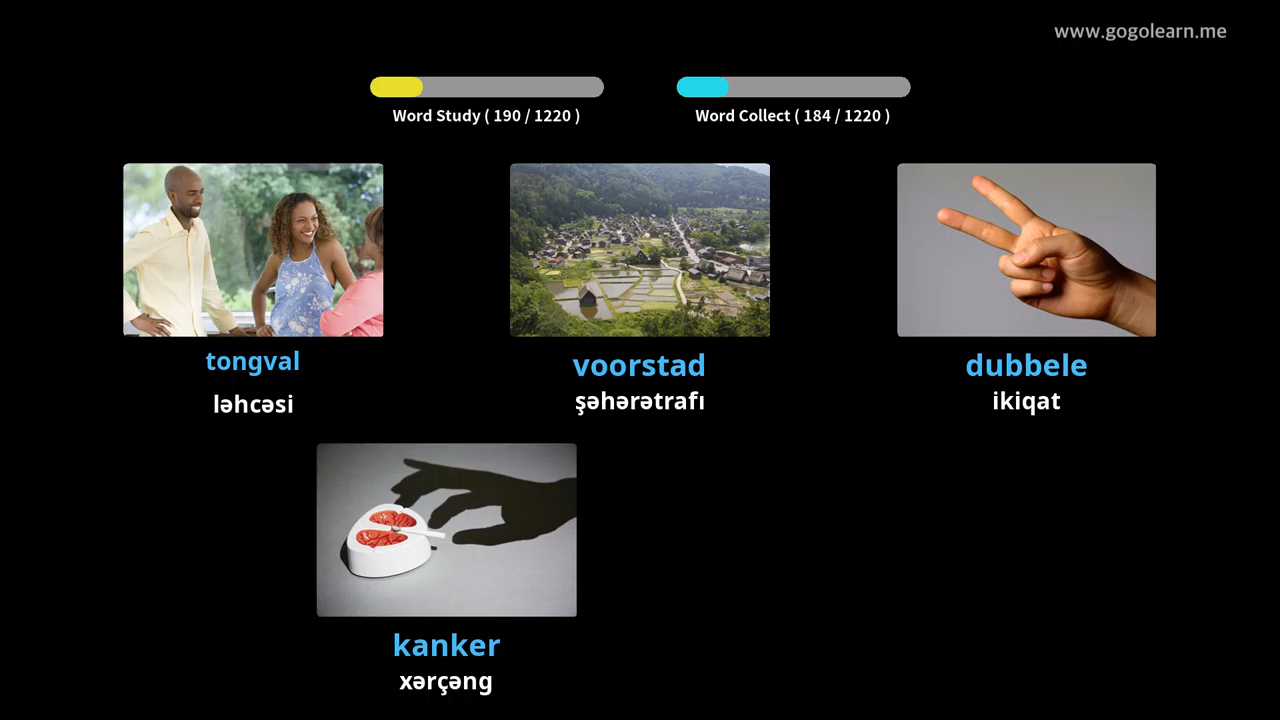 www.gogolearn.me
Word Study ( 190 / 1220 )
Word Collect ( 184 / 1220 )
tongval
ləhcəsi
voorstad
şəhərətrafı
dubbele
ikiqat
kanker
xərçəng